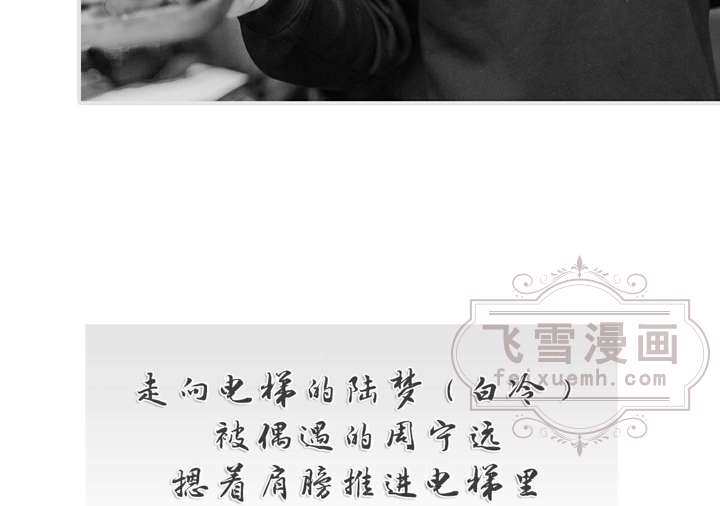 飞雪漫画
feixuemh.com
走向电梯的陆梦（白冷）
被偶遇的周宁远
摁着肩膀推进电梯里